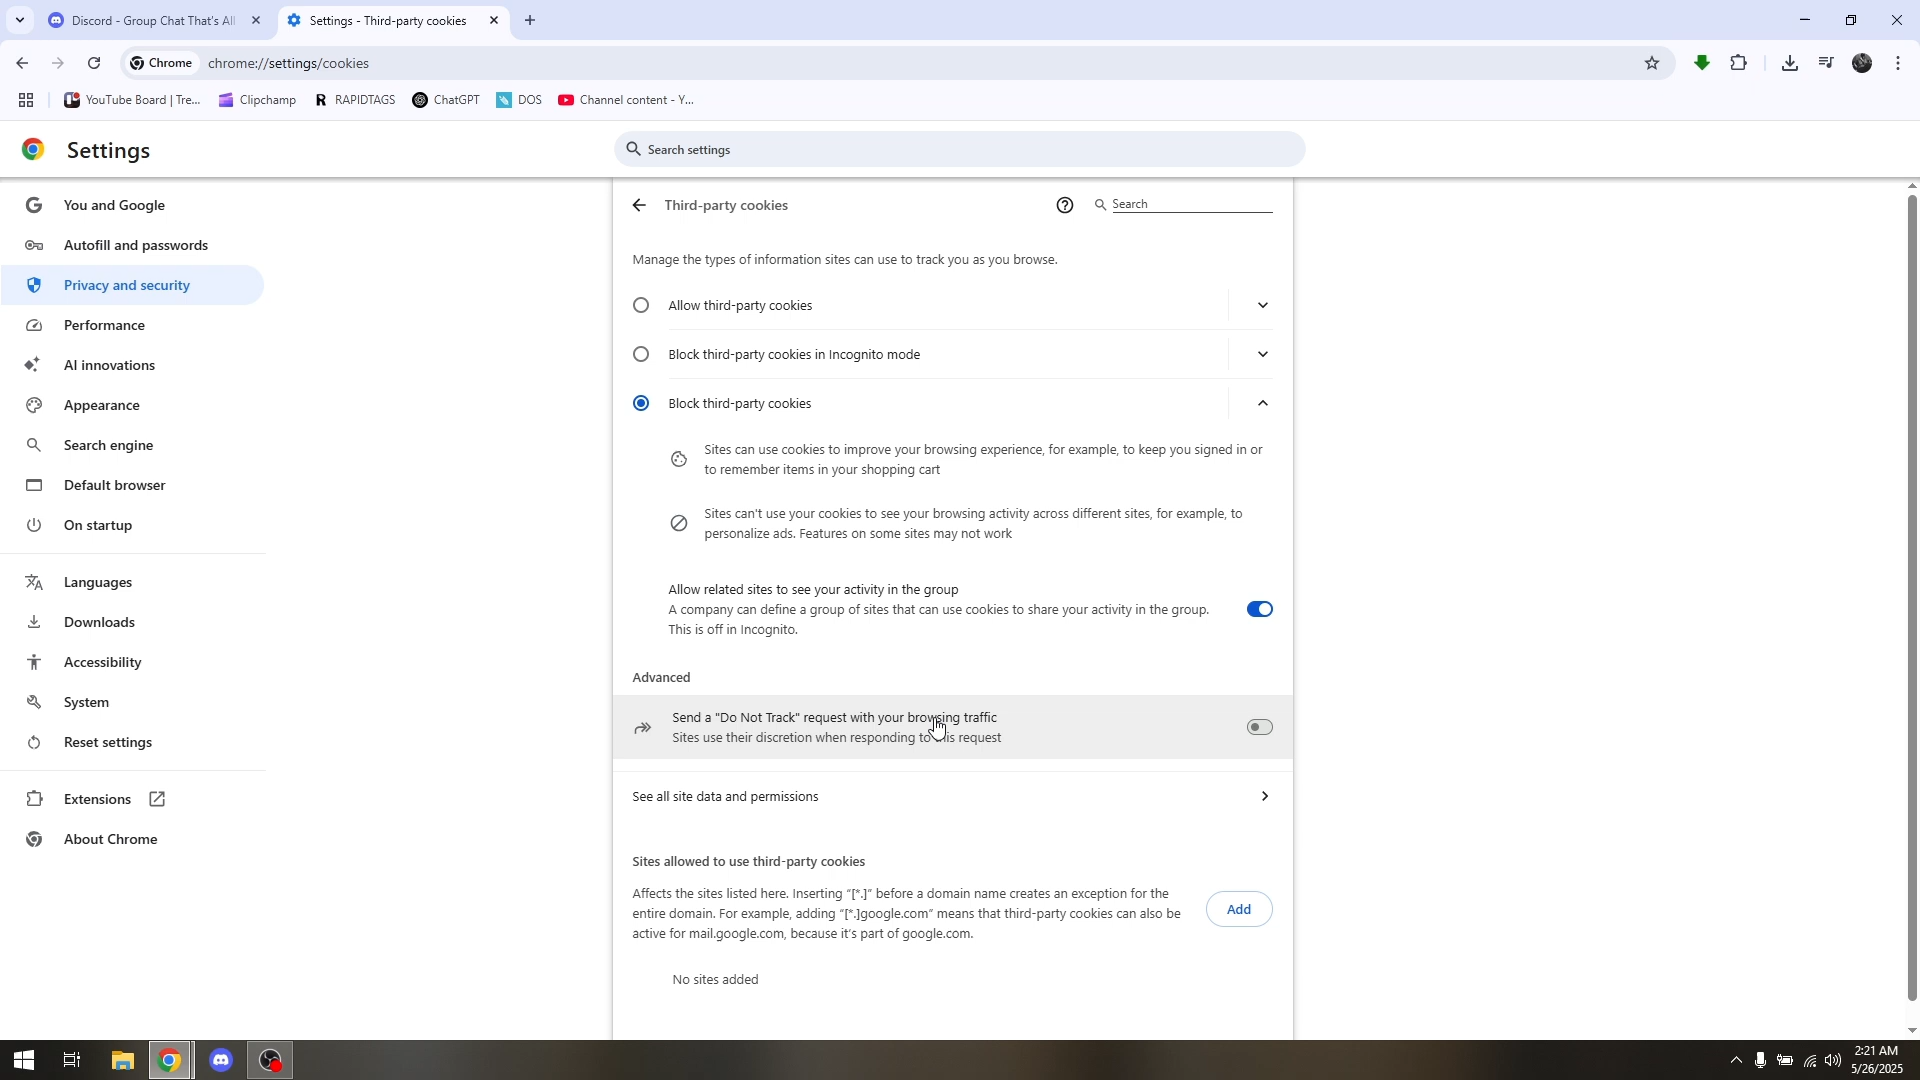 Discord - Group Chat That's All
Settings - Third-party cookies
Chrome
chrome://settings/cookies
YouTube Board | Tre...
Clipchamp
RAPIDTAGS
ChatGPT
DOS
Channel content - Y...
Settings
Search settings
You and Google
Autofill and passwords
Privacy and security
Performance
AI innovations
Appearance
Search engine
Default browser
On startup
Languages
Downloads
Accessibility
System
Reset settings
Extensions
About Chrome
Third-party cookies
Search
Manage the types of information sites can use to track you as you browse.
Allow third-party cookies
Block third-party cookies in Incognito mode
Block third-party cookies
Sites can use cookies to improve your browsing experience, for example, to keep you signed in or
to remember items in your shopping cart
Sites can't use your cookies to see your browsing activity across different sites, for example, to
personalize ads. Features on some sites may not work
Allow related sites to see your activity in the group
A company can define a group of sites that can use cookies to share your activity in the group.
This is off in Incognito.
Advanced
Send a "Do Not Track" request with your browsing traffic
Sites use their discretion when responding to this request
See all site data and permissions
Sites allowed to use third-party cookies
Affects the sites listed here. Inserting “[*.]” before a domain name creates an exception for the
entire domain. For example, adding “[*.]google.com” means that third-party cookies can also be
active for mail.google.com, because it’s part of google.com.
Add
No sites added
2:21 AM
5/26/2025